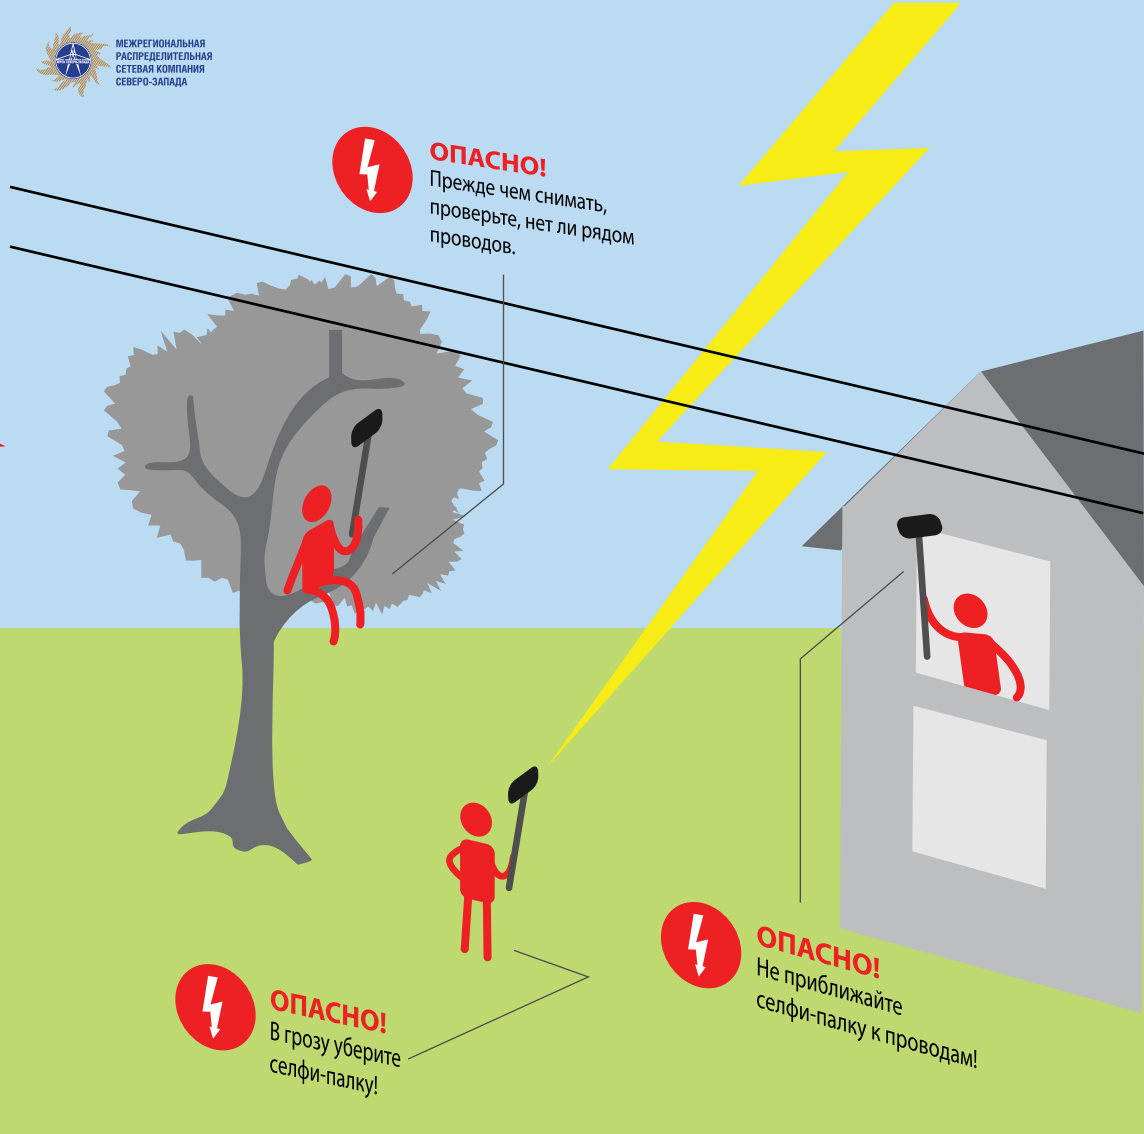 МЕЖРЕГИОНАЛЬНАЯ
РАСПРЕДЕЛИТЕЛЬНАЯ
СЕТЕВАЯ КОМПАНИЯ
СЕВЕРО-ЗАПАДА
ОПАСНО!
Прежде чем снимать,
проверьте, нет ли рядом
проводов.
ОПАСНО!
Не приближайте
селфи-палку к проводам!
ОПАСНО!
В грозу уберите
селфи-палку!